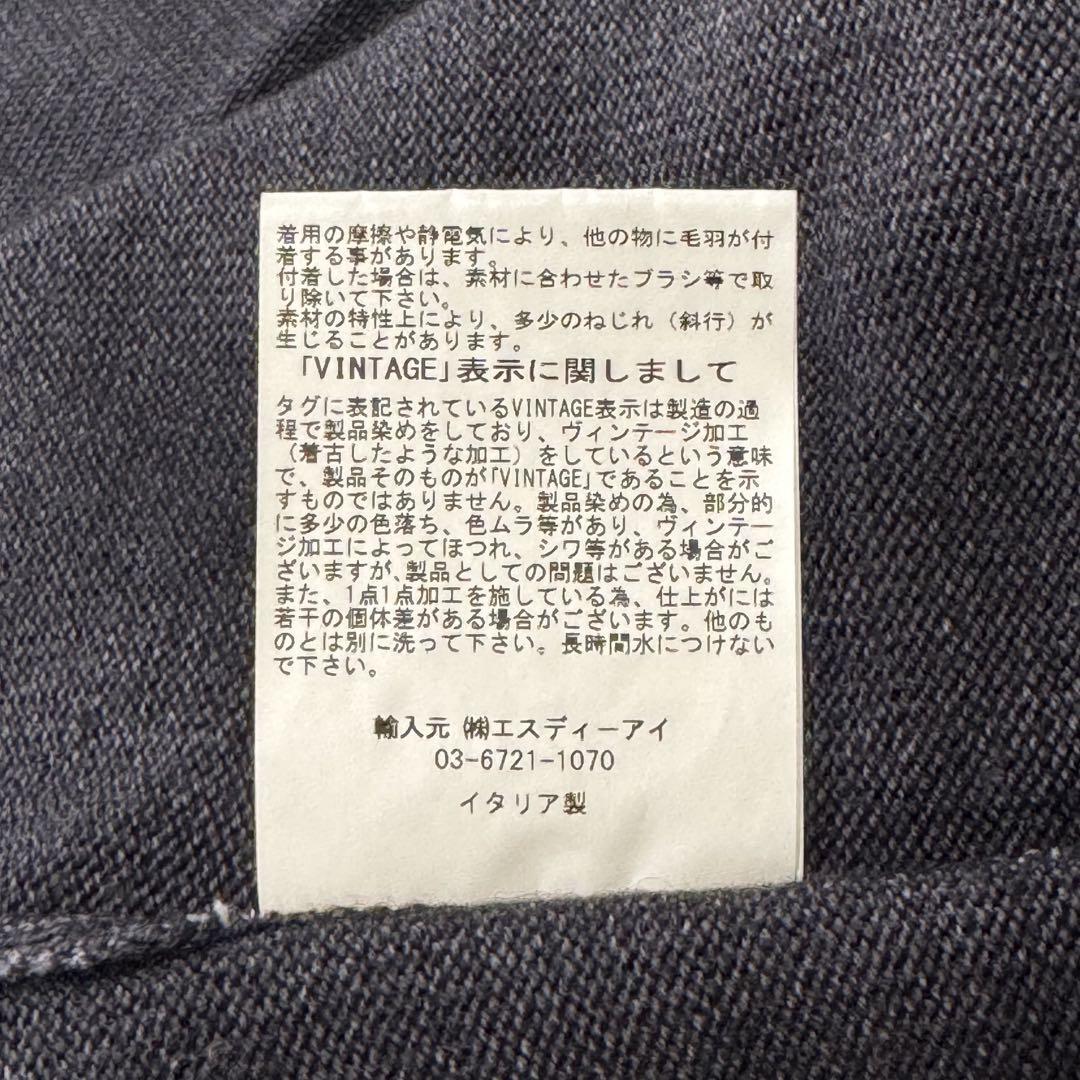 着用の摩擦や静電気により、他の物に毛羽が付
着する事があります。
付着した場合は、素材に合わせたブラシ等で取
り除いて下さい。
素材の特性上により、多少のねじれ（斜行）が
生じることがあります。
「VINTAGE」表示に関しまして
タグに表記されているVINTAGE表示は製造の過
程で製品染めをしており、ヴィンテージ加工
（着古したような加工）をしているという意味
で、製品そのものが「VINTAGE」であることを示
すものではありません。製品染めの為、部分的
に多少の色落ち、色ムラ等があり、ヴィンテー
ジ加工によってほつれ、シワ等がある場合がご
ざいますが、製品としての問題はございません。
また、1点1点加工を施している為、仕上がには
若干の個体差がある場合がございます。他のも
のとは別に洗って下さい。長時間水につけない
で下さい。
輸入元 ㈱エスディーアイ
03-6721-1070
イタリア製